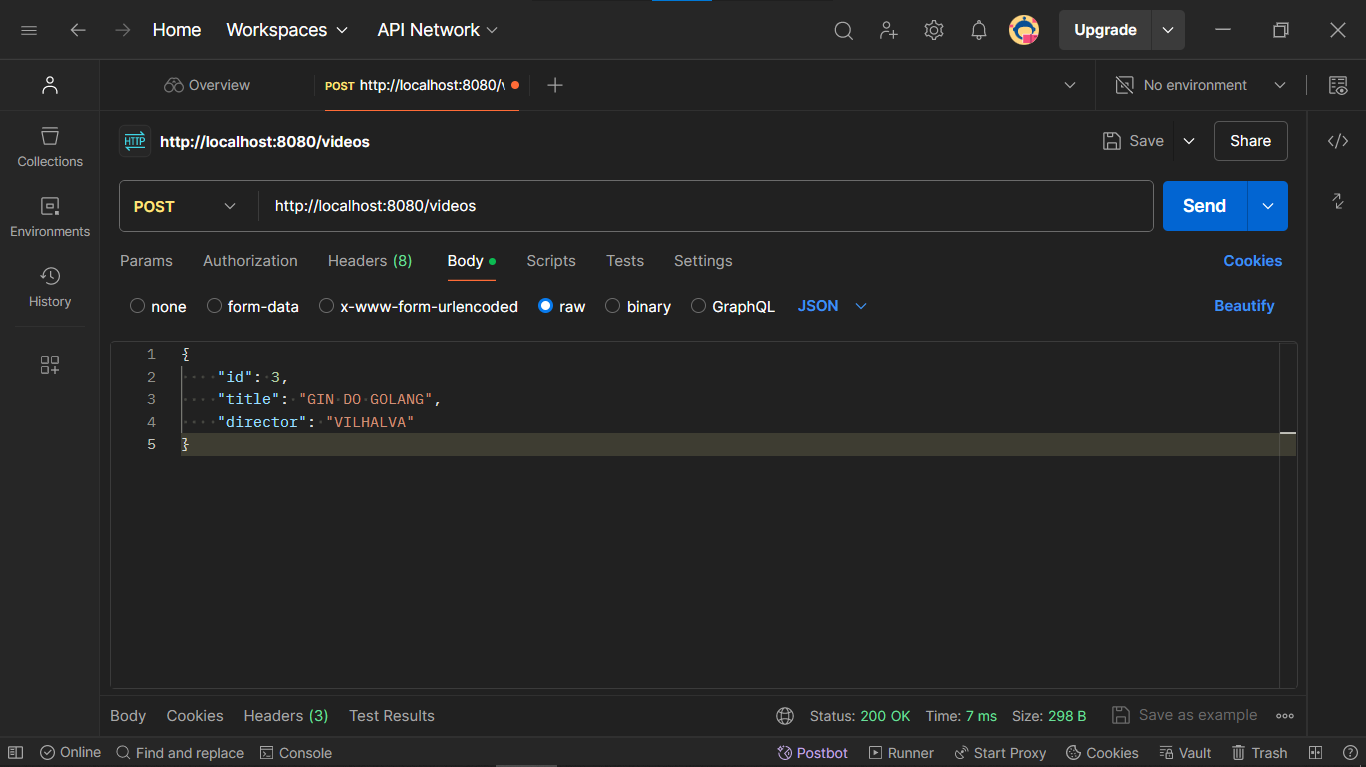 Home Workspaces API Network Upgrade
Overview POST http://localhost:8080/ No environment
HTTP http://localhost:8080/videos Save Share
Collections
POST http://localhost:8080/videos Send
Environments
Params Authorization Headers (8) Body Scripts Tests Settings Cookies
History
none form-data x-www-form-urlencoded raw binary GraphQL JSON Beautify
1 {
2 "id": 3,
3 "title": "GIN DO GOLANG",
4 "director": "VILHALVA"
5 }
Body Cookies Headers (3) Test Results Status: 200 OK Time: 7 ms Size: 298 B Save as example
Online Find and replace Console Postbot Runner Start Proxy Cookies Vault Trash